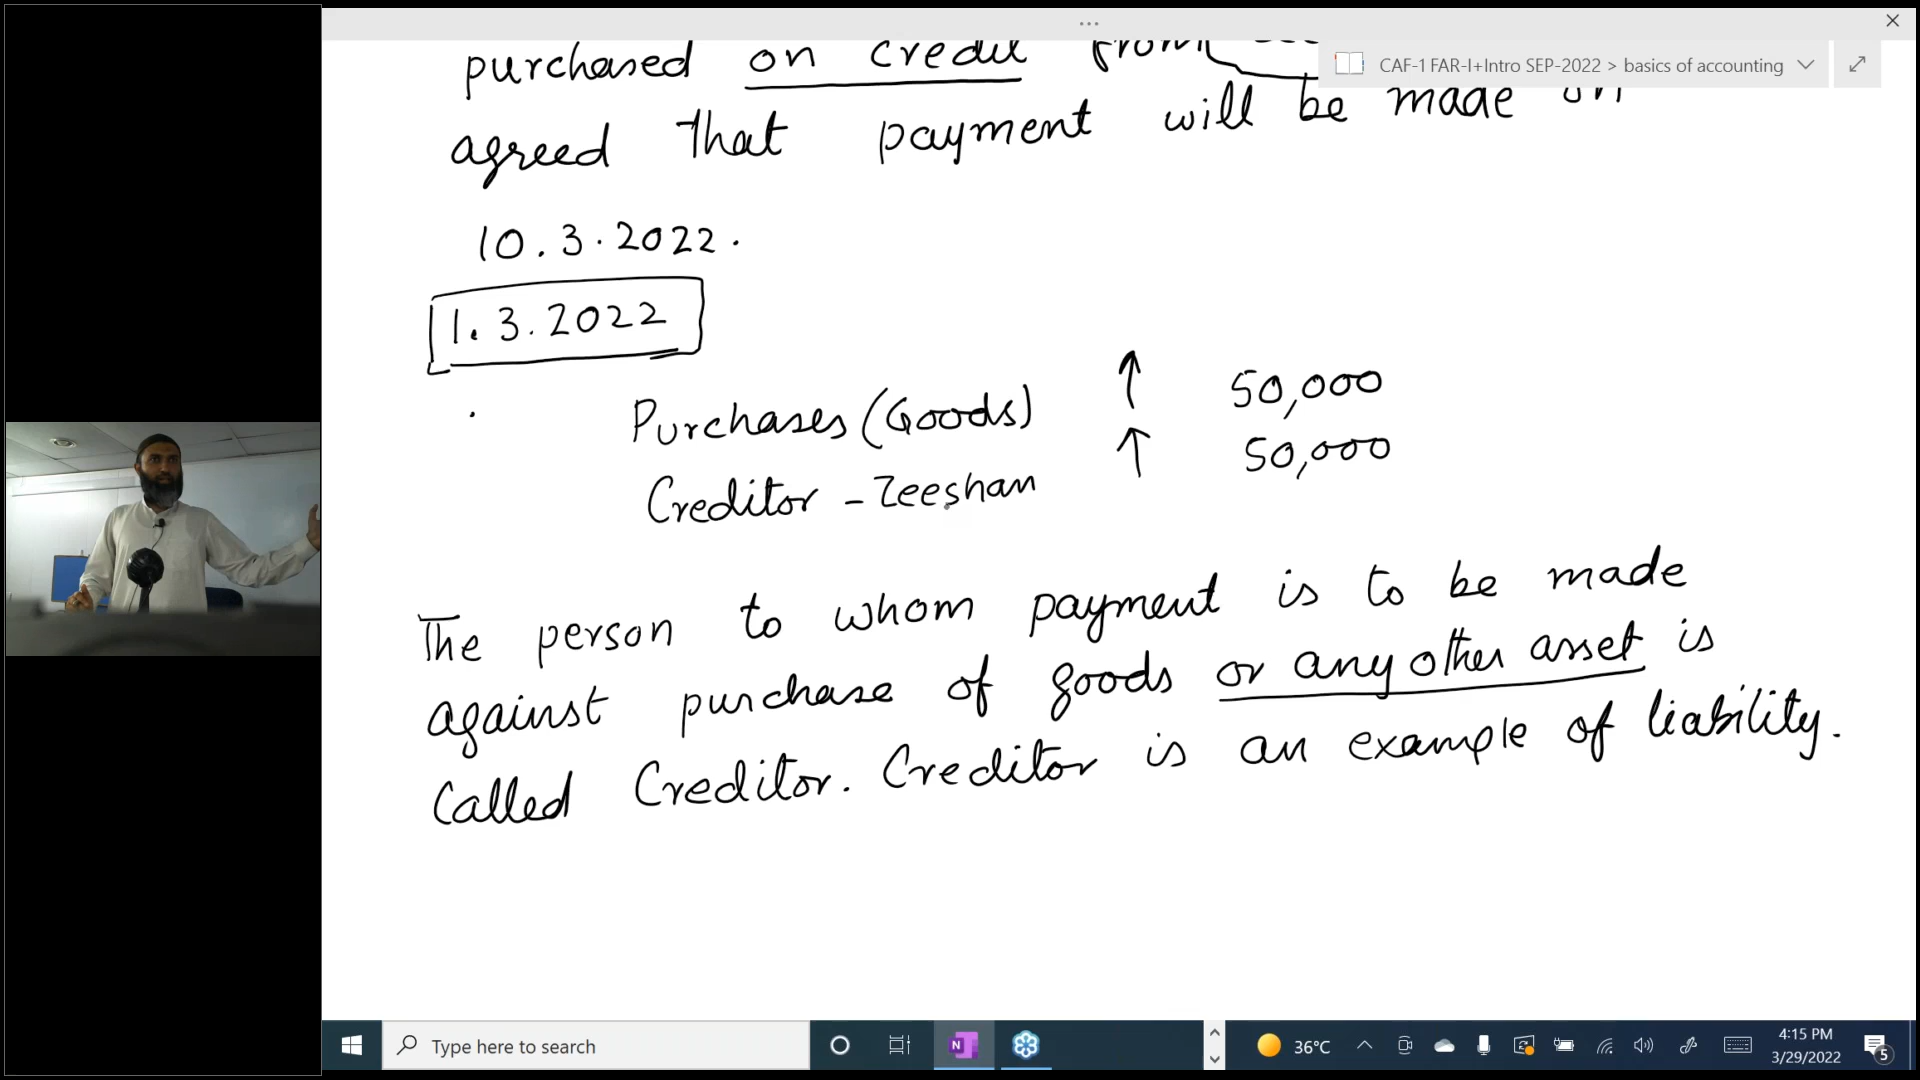 purchased on credit from
CAF-1 FAR-I+Intro SEP-2022 > basics of accounting
agreed that payment will be made on
10.3.2022.
1.3.2022
Purchases (Goods) ↑ 50,000
Creditor - Zeeshan ↑ 50,000
The person to whom payment is to be made
against purchase of goods or any other asset is
Called Creditor. Creditor is an example of liability.
Type here to search
N
36°C
4:15 PM
3/29/2022
5